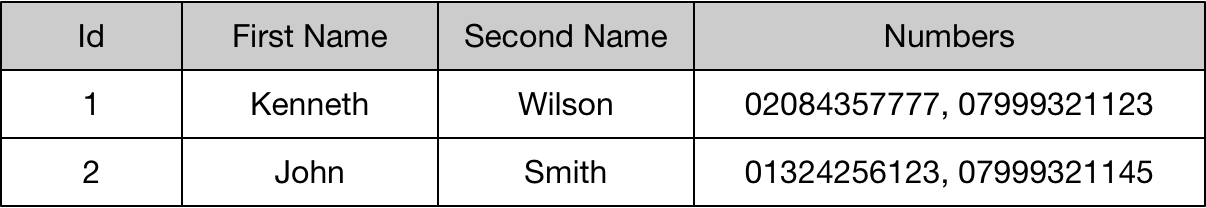 Id First Name Second Name Numbers
1 Kenneth Wilson 02084357777, 07999321123
2 John Smith 01324256123, 07999321145